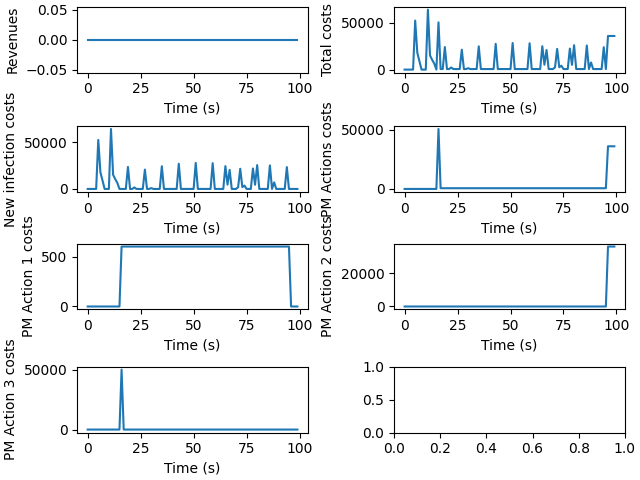 Revenues
0.05
0.00
−0.05
0 25 50 75 100
Time (s)
Total costs
50000
0
0 25 50 75 100
Time (s)
New infection costs
50000
0
0 25 50 75 100
Time (s)
PM Actions costs
50000
0
0 25 50 75 100
Time (s)
PM Action 1 costs
500
0
0 25 50 75 100
Time (s)
PM Action 2 costs
20000
0
0 25 50 75 100
Time (s)
PM Action 3 costs
50000
0
0 25 50 75 100
Time (s)
1.0
0.5
0.0
0.0 0.2 0.4 0.6 0.8 1.0